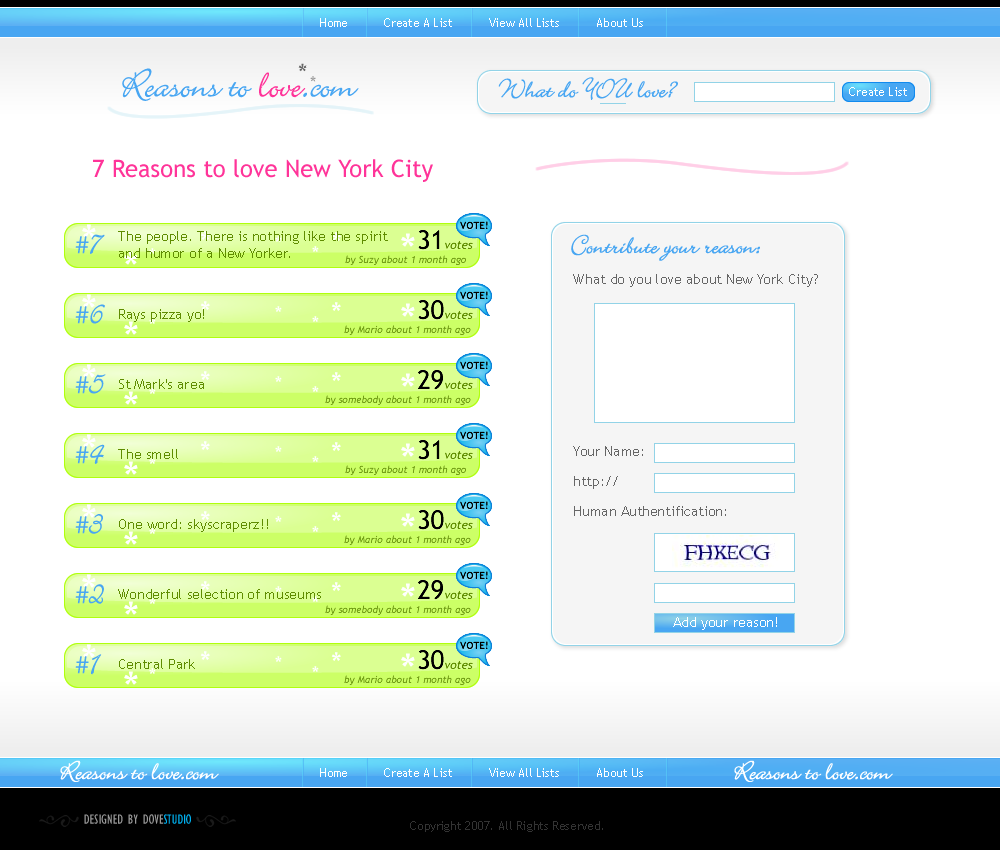 Home Create A List View All Lists About Us
Reasons to love.com
What do YOU love? Create List
7 Reasons to love New York City
#7 The people. There is nothing like the spirit
and humor of a New Yorker.
31 votes
VOTE!
by Suzy about 1 month ago
#6 Rays pizza yo!
30 votes
VOTE!
by Mario about 1 month ago
#5 St Mark's area
29 votes
VOTE!
by somebody about 1 month ago
#4 The smell
31 votes
VOTE!
by Suzy about 1 month ago
#3 One word: skyscraperz!!
30 votes
VOTE!
by Mario about 1 month ago
#2 Wonderful selection of museums
29 votes
VOTE!
by somebody about 1 month ago
#1 Central Park
30 votes
VOTE!
by Mario about 1 month ago
Contribute your reason:
What do you love about New York City?
Your Name:
http://
Human Authentification:
FHKECG
Add your reason!
Reasons to love.com Home Create A List View All Lists About Us Reasons to love.com
DESIGNED BY DOVESTUDIO
Copyright 2007. All Rights Reserved.